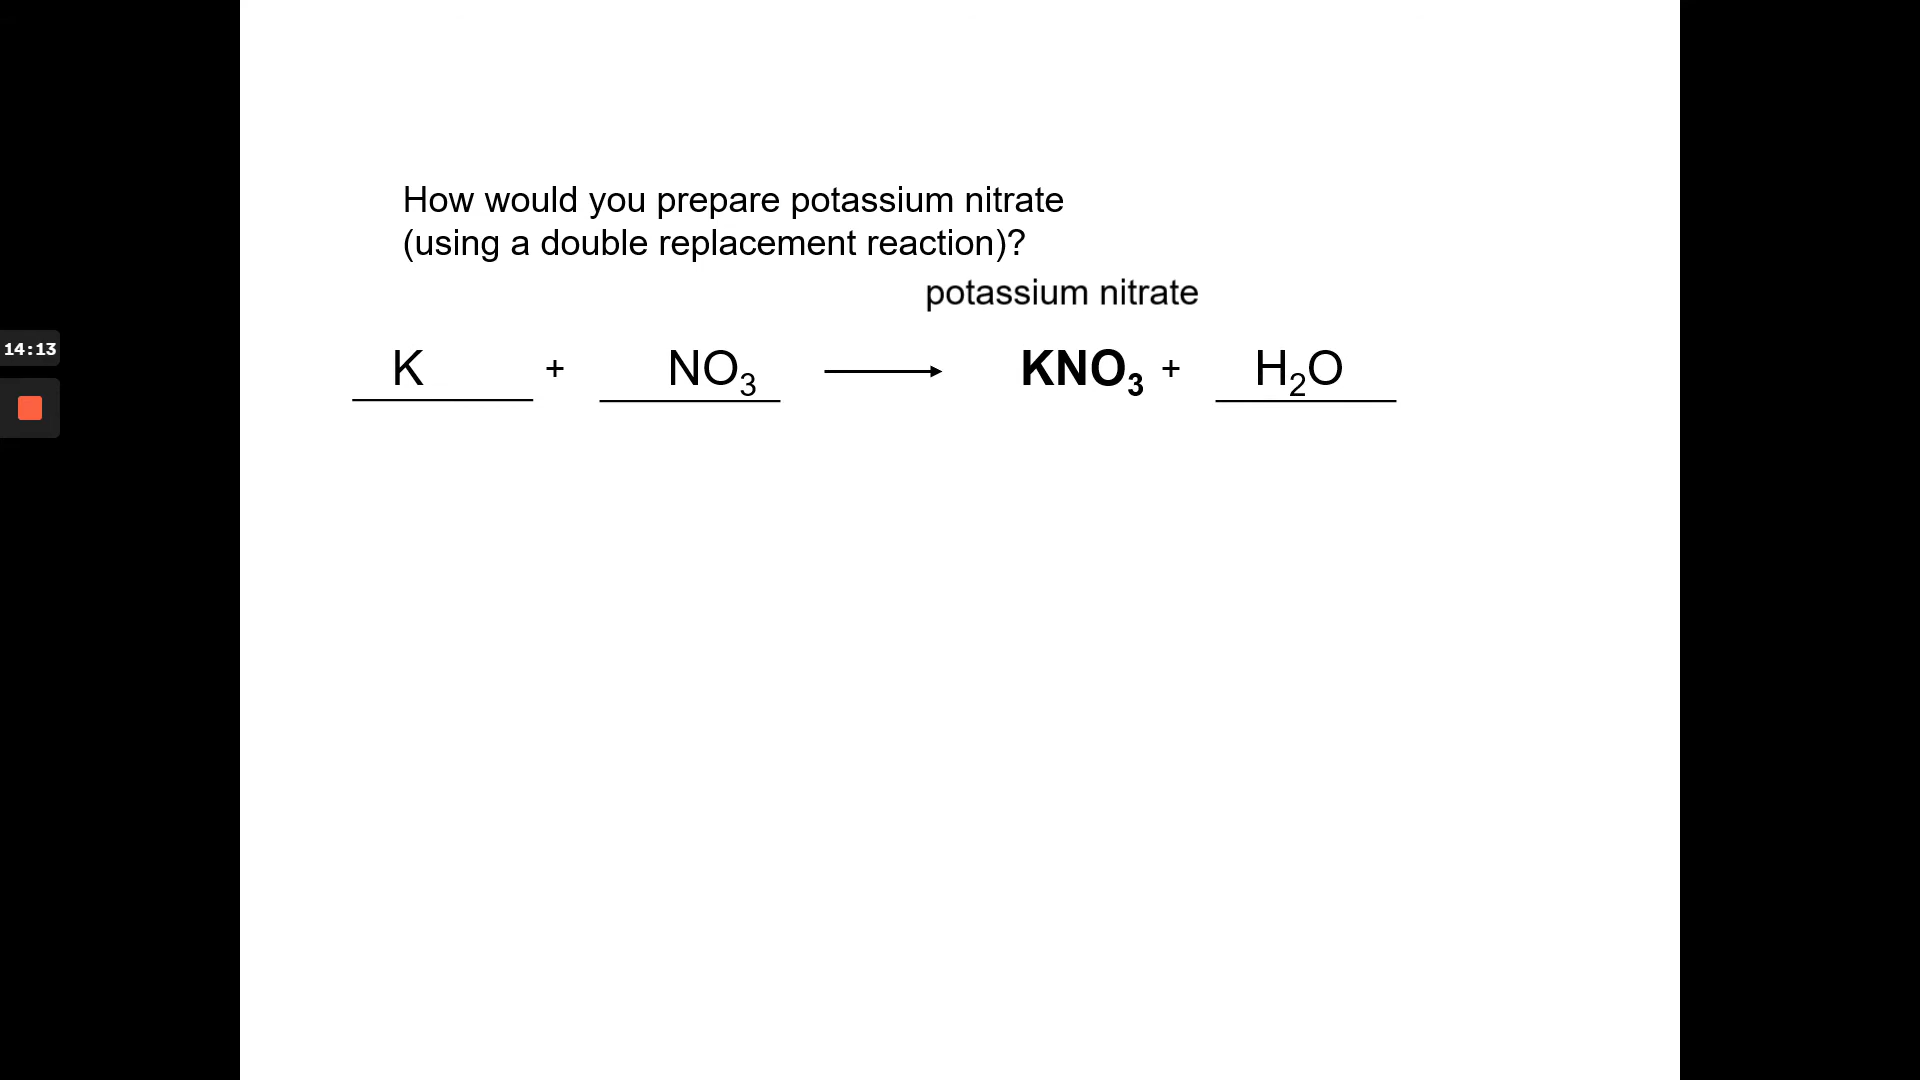 How would you prepare potassium nitrate
(using a double replacement reaction)?
potassium nitrate
14:13
K + NO₃ → KNO₃ + H₂O